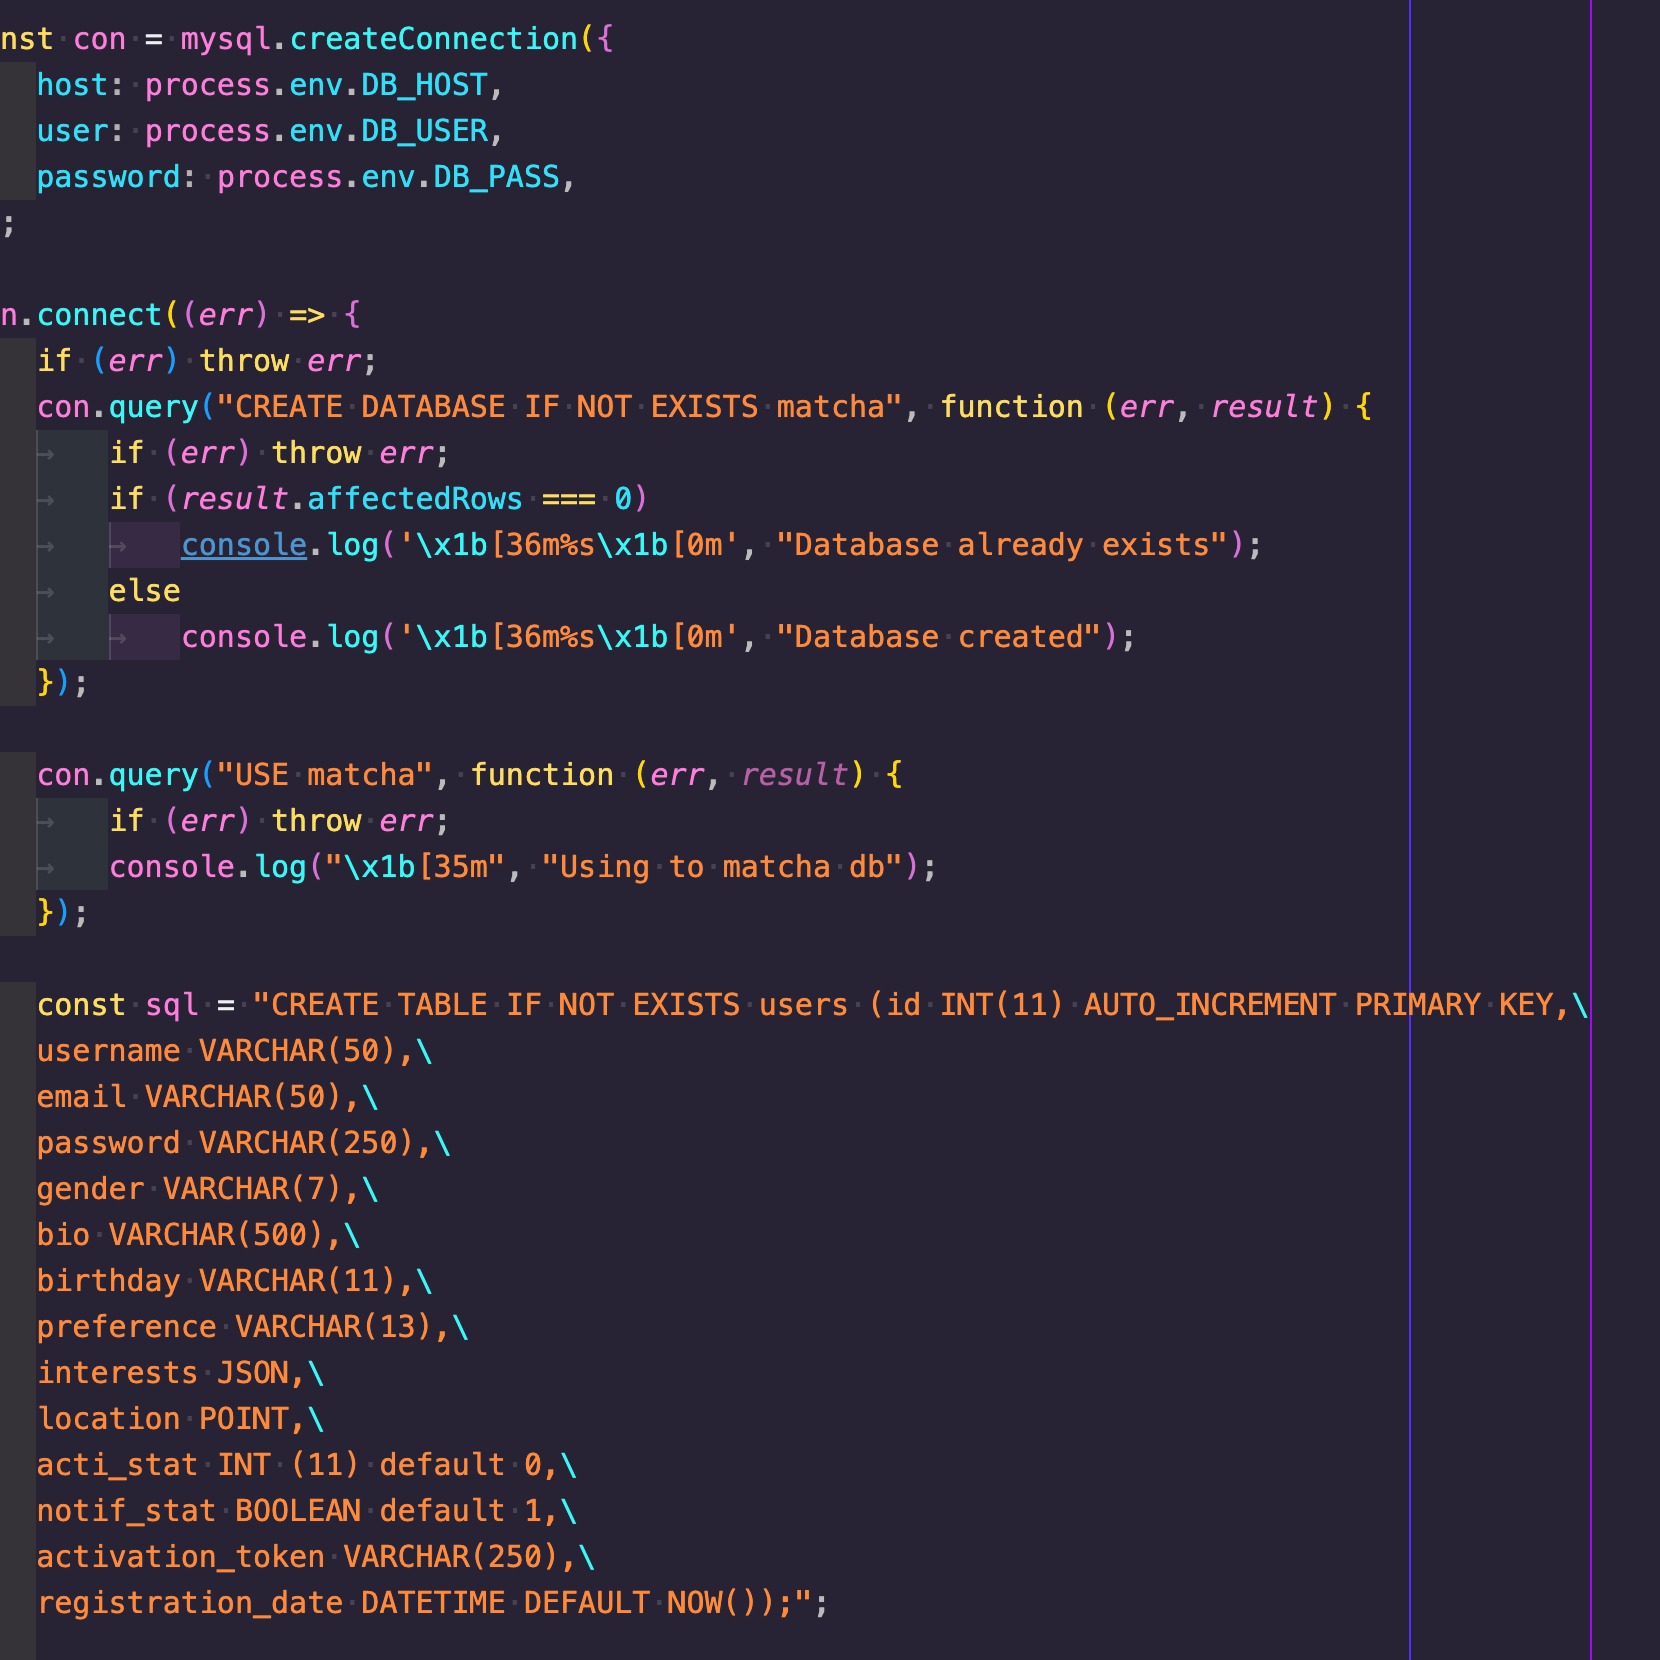 nst con = mysql.createConnection({
host: process.env.DB_HOST,
user: process.env.DB_USER,
password: process.env.DB_PASS,
;
n.connect((err) => {
if (err) throw err;
con.query("CREATE DATABASE IF NOT EXISTS matcha", function (err, result) {
if (err) throw err;
if (result.affectedRows === 0)
console.log('\x1b[36m%s\x1b[0m', "Database already exists");
else
console.log('\x1b[36m%s\x1b[0m', "Database created");
});
con.query("USE matcha", function (err, result) {
if (err) throw err;
console.log("\x1b[35m", "Using to matcha db");
});
const sql = "CREATE TABLE IF NOT EXISTS users (id INT(11) AUTO_INCREMENT PRIMARY KEY,\
username VARCHAR(50),\
email VARCHAR(50),\
password VARCHAR(250),\
gender VARCHAR(7),\
bio VARCHAR(500),\
birthday VARCHAR(11),\
preference VARCHAR(13),\
interests JSON,\
location POINT,\
acti_stat INT (11) default 0,\
notif_stat BOOLEAN default 1,\
activation_token VARCHAR(250),\
registration_date DATETIME DEFAULT NOW());";